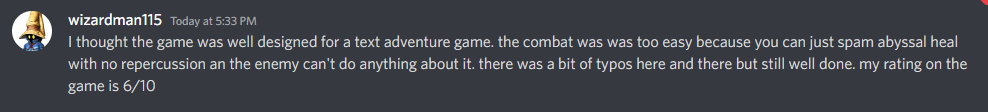 wizardman115 Today at 5:33 PM
I thought the game was well designed for a text adventure game. the combat was was too easy because you can just spam abyssal heal
with no repercussion an the enemy can't do anything about it. there was a bit of typos here and there but still well done. my rating on the
game is 6/10